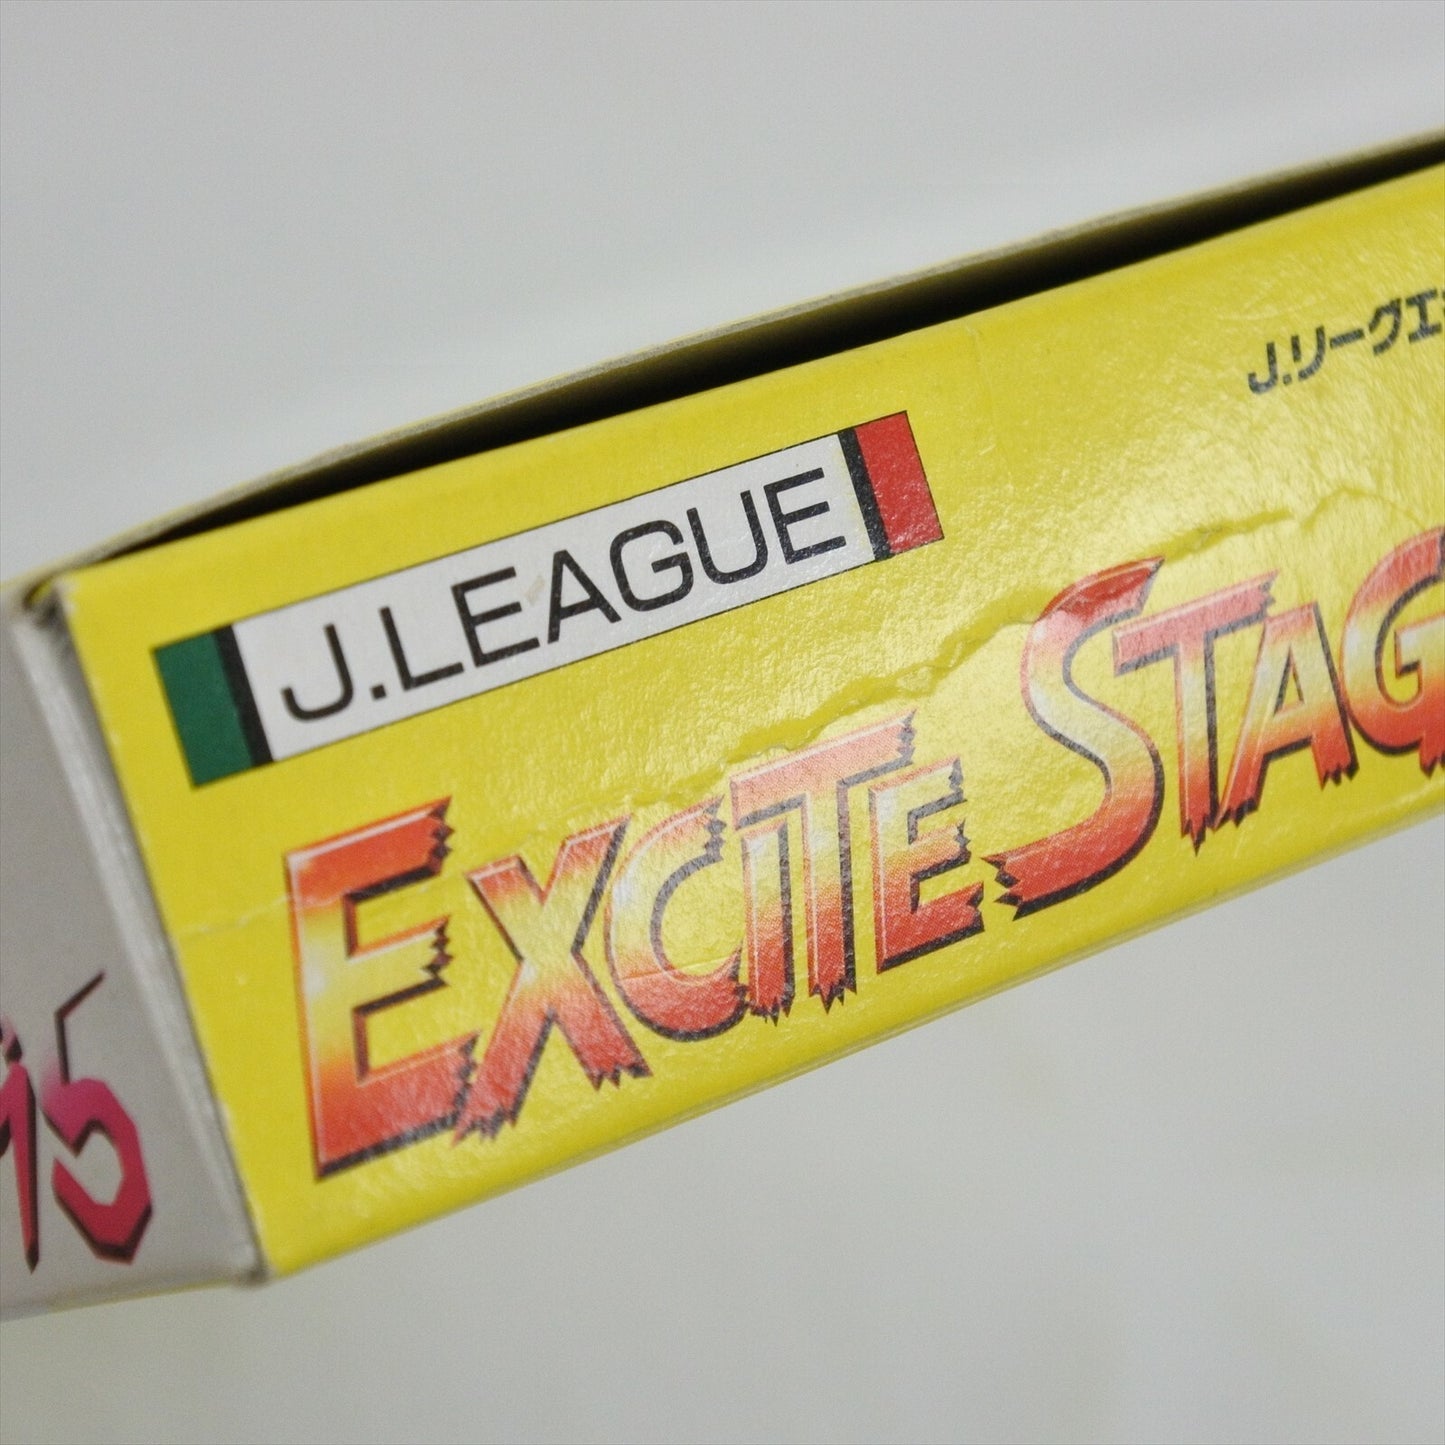 J.LEAGUE
J.リーグエ
EXCITE STAG
'95